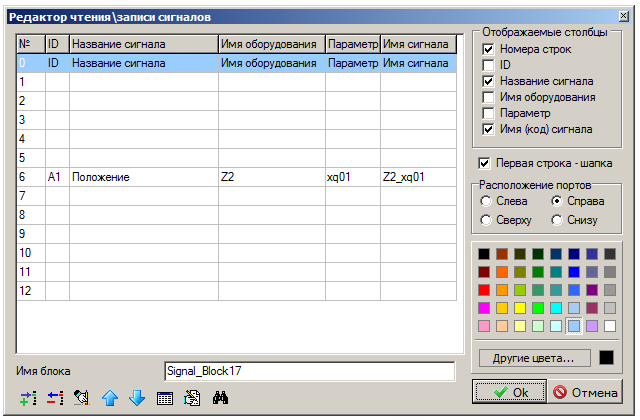 Редактор чтения\записи сигналов
№ ID Название сигнала Имя оборудования Параметр Имя сигнала
0 ID Название сигнала Имя оборудования Параметр Имя сигнала
1
2
3
4
5
6 A1 Положение Z2 xq01 Z2_xq01
7
8
9
10
11
12
Имя блока Signal_Block17
Отображаемые столбцы
Номера строк
ID
Название сигнала
Имя оборудования
Параметр
Имя (код) сигнала
Первая строка - шапка
Расположение портов
Слева Справа
Сверху Снизу
Другие цвета...
Ok Отмена